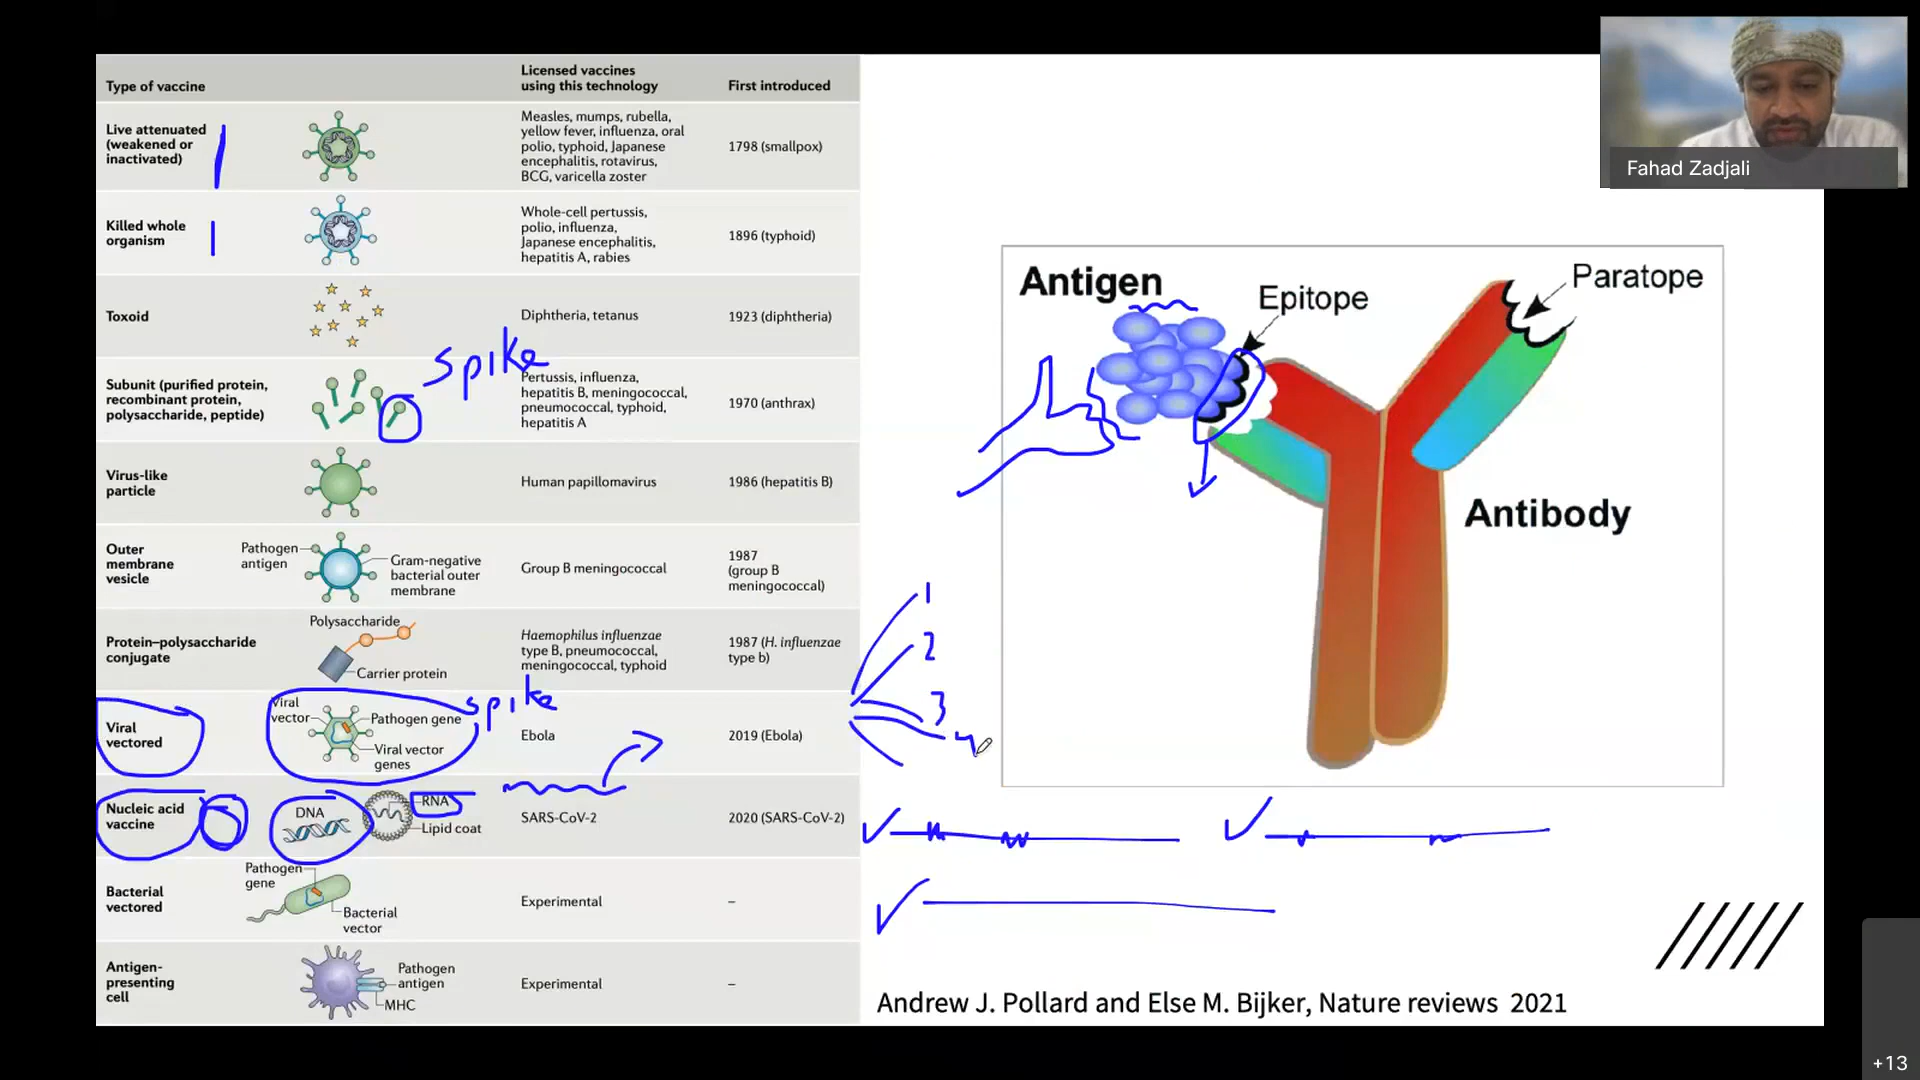 Type of vaccine
Licensed vaccines
using this technology
First introduced
Live attenuated
(weakened or
inactivated)
Measles, mumps, rubella,
yellow fever, influenza, oral
polio, typhoid, Japanese
encephalitis, rotavirus,
BCG, varicella zoster
1798 (smallpox)
Killed whole
organism
Whole-cell pertussis,
polio, influenza,
Japanese encephalitis,
hepatitis A, rabies
1896 (typhoid)
Toxoid
Diphtheria, tetanus
1923 (diphtheria)
spike
Subunit (purified protein,
recombinant protein,
polysaccharide, peptide)
Pertussis, influenza,
hepatitis B, meningococcal,
pneumococcal, typhoid,
hepatitis A
1970 (anthrax)
Virus-like
particle
Human papillomavirus
1986 (hepatitis B)
Outer
membrane
vesicle
Pathogen
antigen
Gram-negative
bacterial outer
membrane
Group B meningococcal
1987
(group B
meningococcal)
Protein–polysaccharide
conjugate
Polysaccharide
Carrier protein
Haemophilus influenzae
type B, pneumococcal,
meningococcal, typhoid
1987 (H. influenzae
type b)
Viral
vectored
Viral
vector
Pathogen gene
Viral vector
genes
spike
Ebola
2019 (Ebola)
Nucleic acid
vaccine
DNA
RNA
Lipid coat
SARS-CoV-2
2020 (SARS-CoV-2)
Bacterial
vectored
Pathogen
gene
Bacterial
vector
Experimental
–
Antigen-
presenting
cell
Pathogen
antigen
MHC
Experimental
–
1
2
3
4
Antigen
Epitope
Paratope
Antibody
Andrew J. Pollard and Else M. Bijker, Nature reviews 2021
Fahad Zadjali
+13